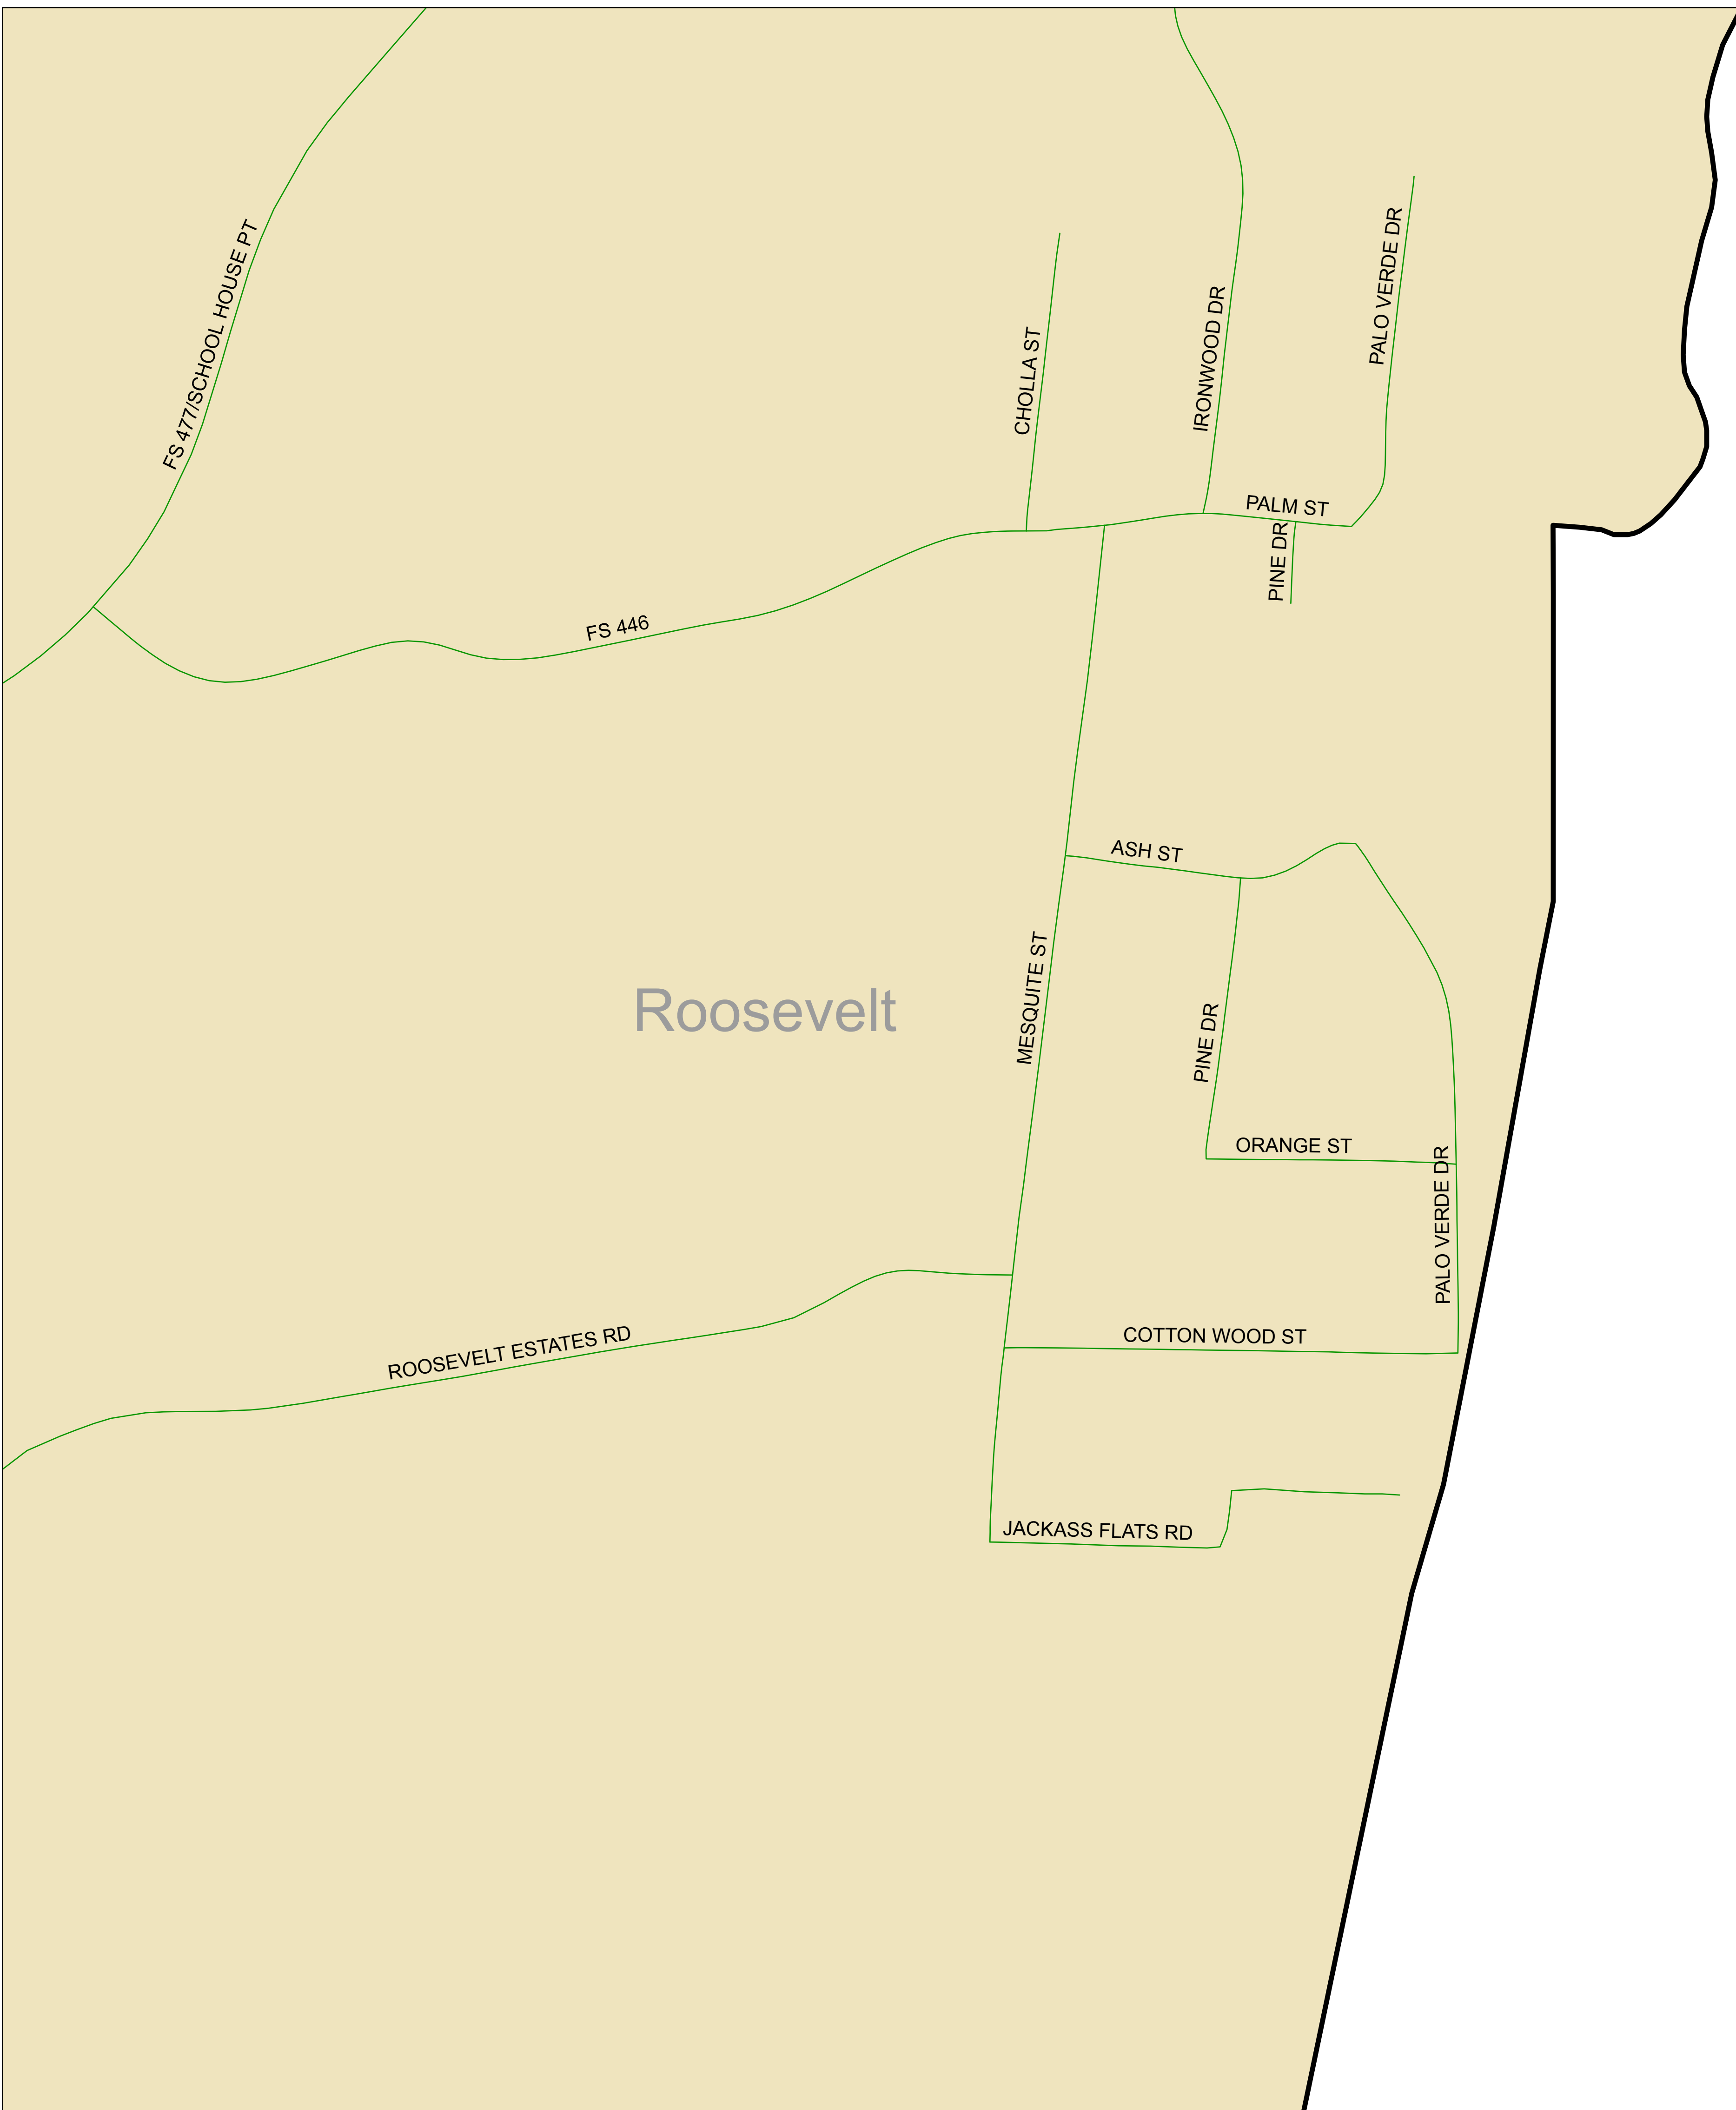 FS 477/SCHOOL HOUSE PT
PALO VERDE DR
IRONWOOD DR
CHOLLA ST
PALM ST
PINE DR
FS 446
ASH ST
MESQUITE ST
Roosevelt
PINE DR
ORANGE ST
PALO VERDE DR
COTTON WOOD ST
ROOSEVELT ESTATES RD
JACKASS FLATS RD